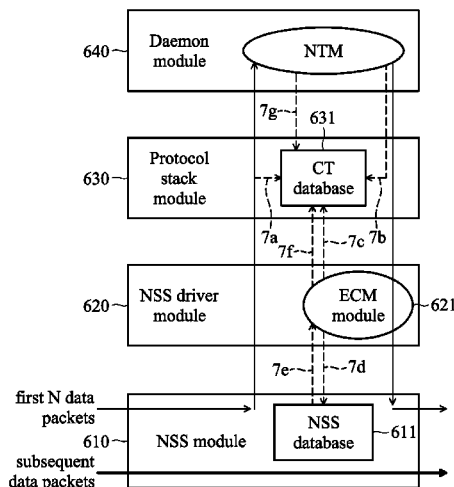 640
Daemon
module
NTM
7g
631
630
Protocol
stack
module
CT
database
7a
7f
7c
7b
620
NSS driver
module
ECM
module
621
7e
7d
first N data
packets
610
NSS module
NSS
database
611
subsequent
data packets